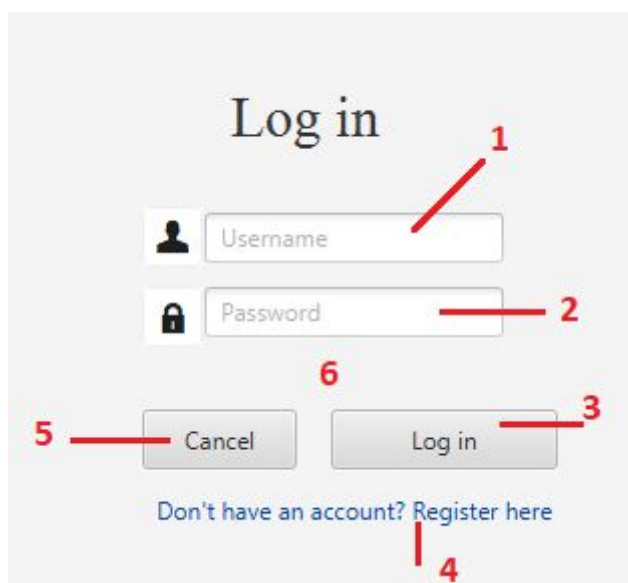 Log in
1
Username
Password
2
6
3
5
Cancel
Log in
Don't have an account? Register here
4